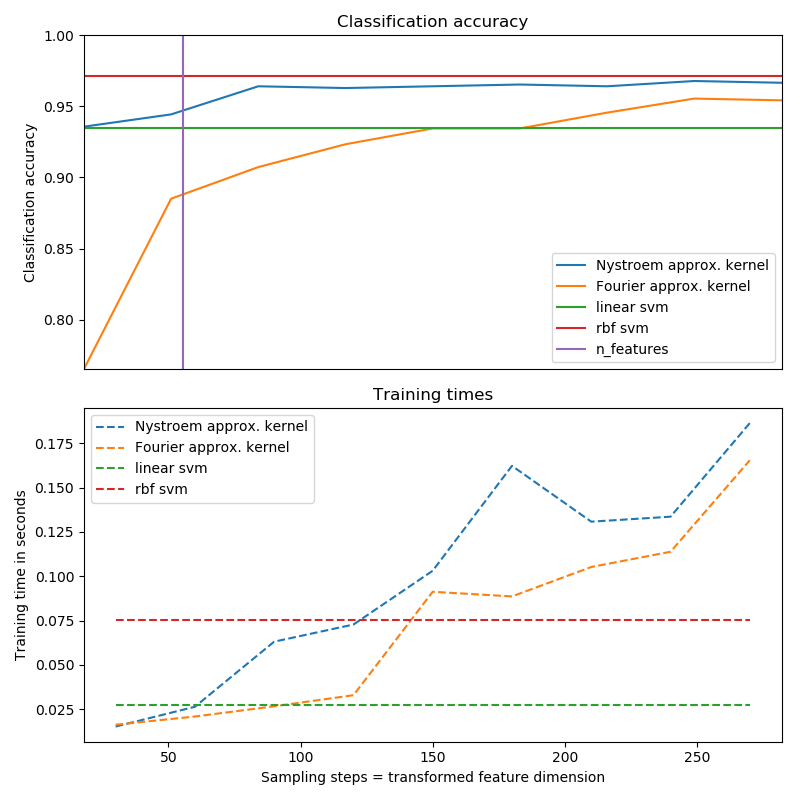 Classification accuracy
1.00
0.95
0.90
0.85
0.80
Classification accuracy
Nystroem approx. kernel
Fourier approx. kernel
linear svm
rbf svm
n_features
Training times
0.175
0.150
0.125
0.100
0.075
0.050
0.025
Training time in seconds
Nystroem approx. kernel
Fourier approx. kernel
linear svm
rbf svm
50
100
150
200
250
Sampling steps = transformed feature dimension